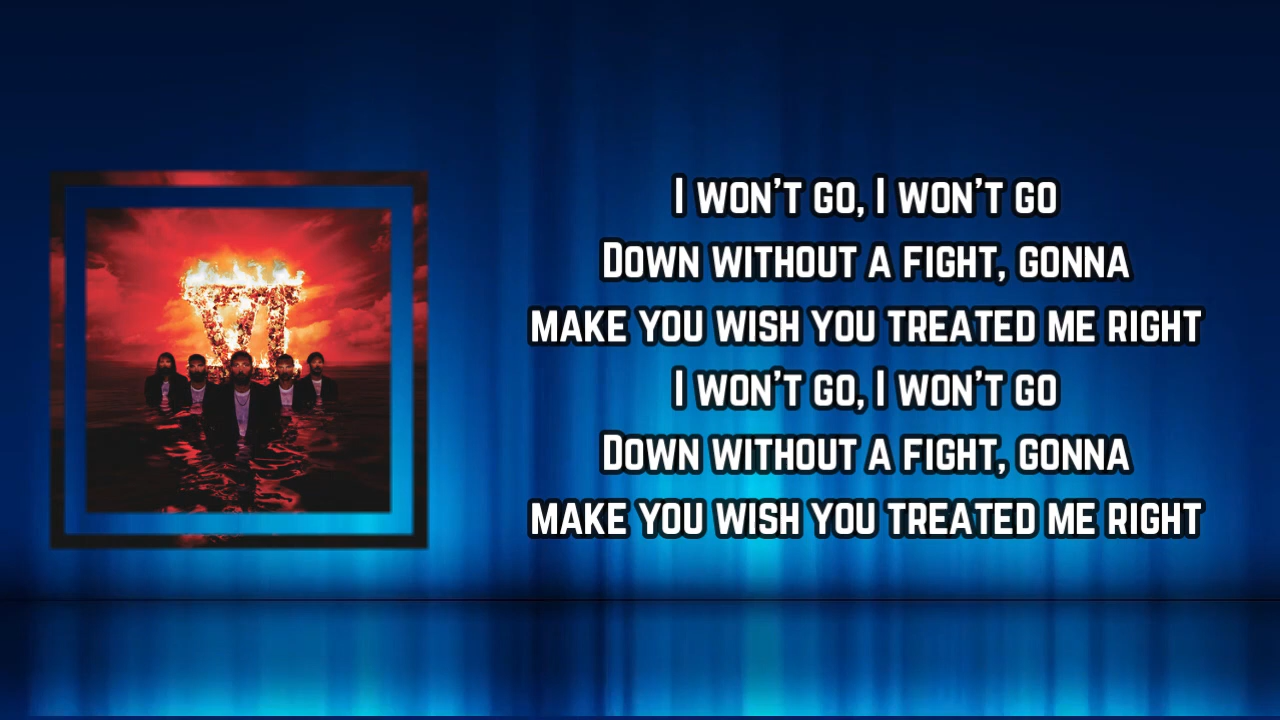 VI
I WON'T GO, I WON'T GO
DOWN WITHOUT A FIGHT, GONNA
MAKE YOU WISH YOU TREATED ME RIGHT
I WON'T GO, I WON'T GO
DOWN WITHOUT A FIGHT, GONNA
MAKE YOU WISH YOU TREATED ME RIGHT